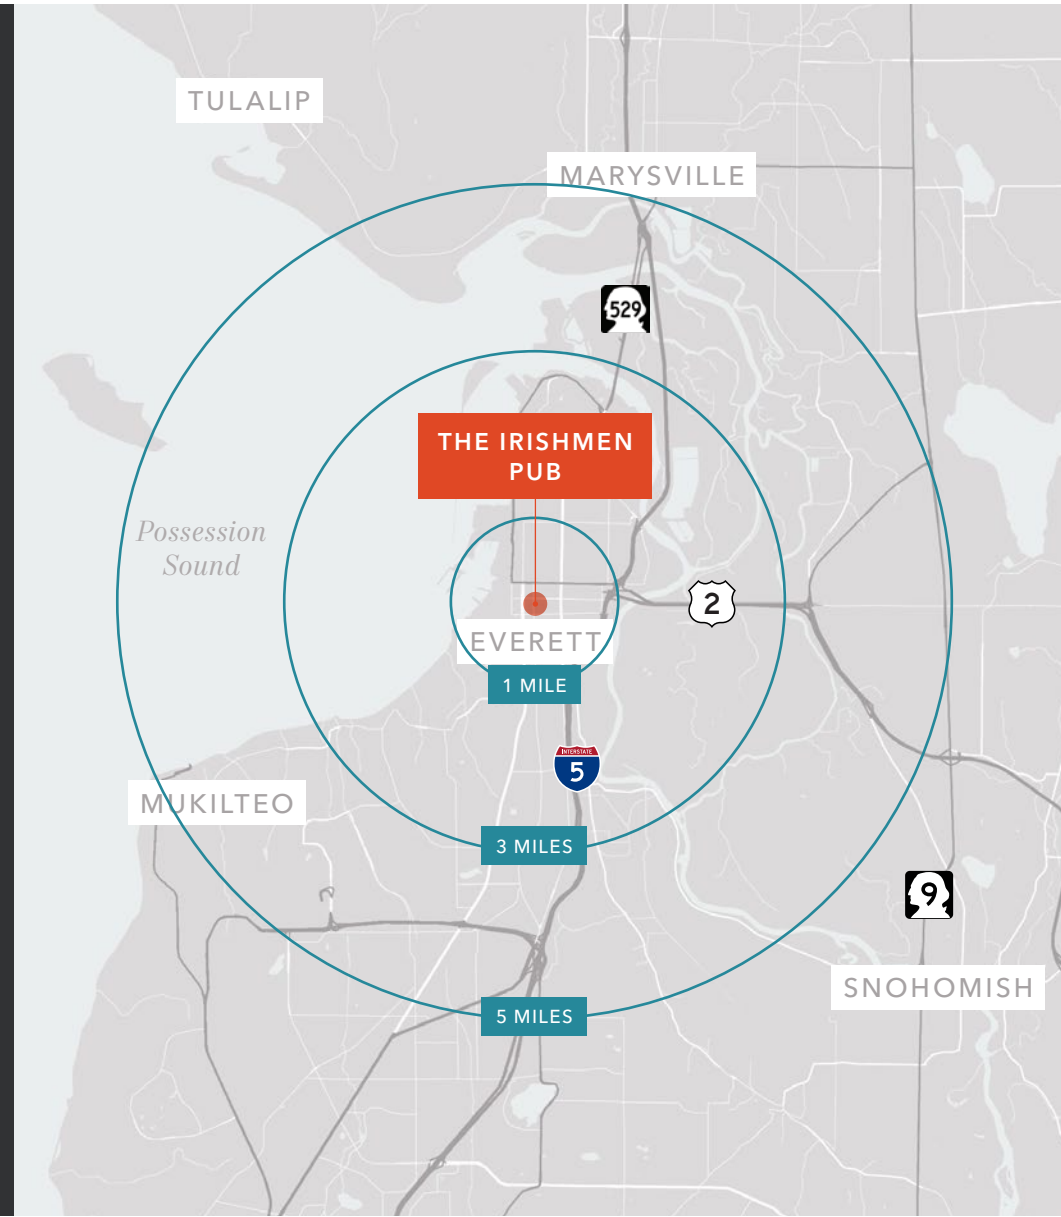 TULALIP
MARYSVILLE
529
THE IRISHMEN
PUB
Possession
Sound
2
EVERETT
1 MILE
INTERSTATE
5
MUKILTEO
3 MILES
9
SNOHOMISH
5 MILES